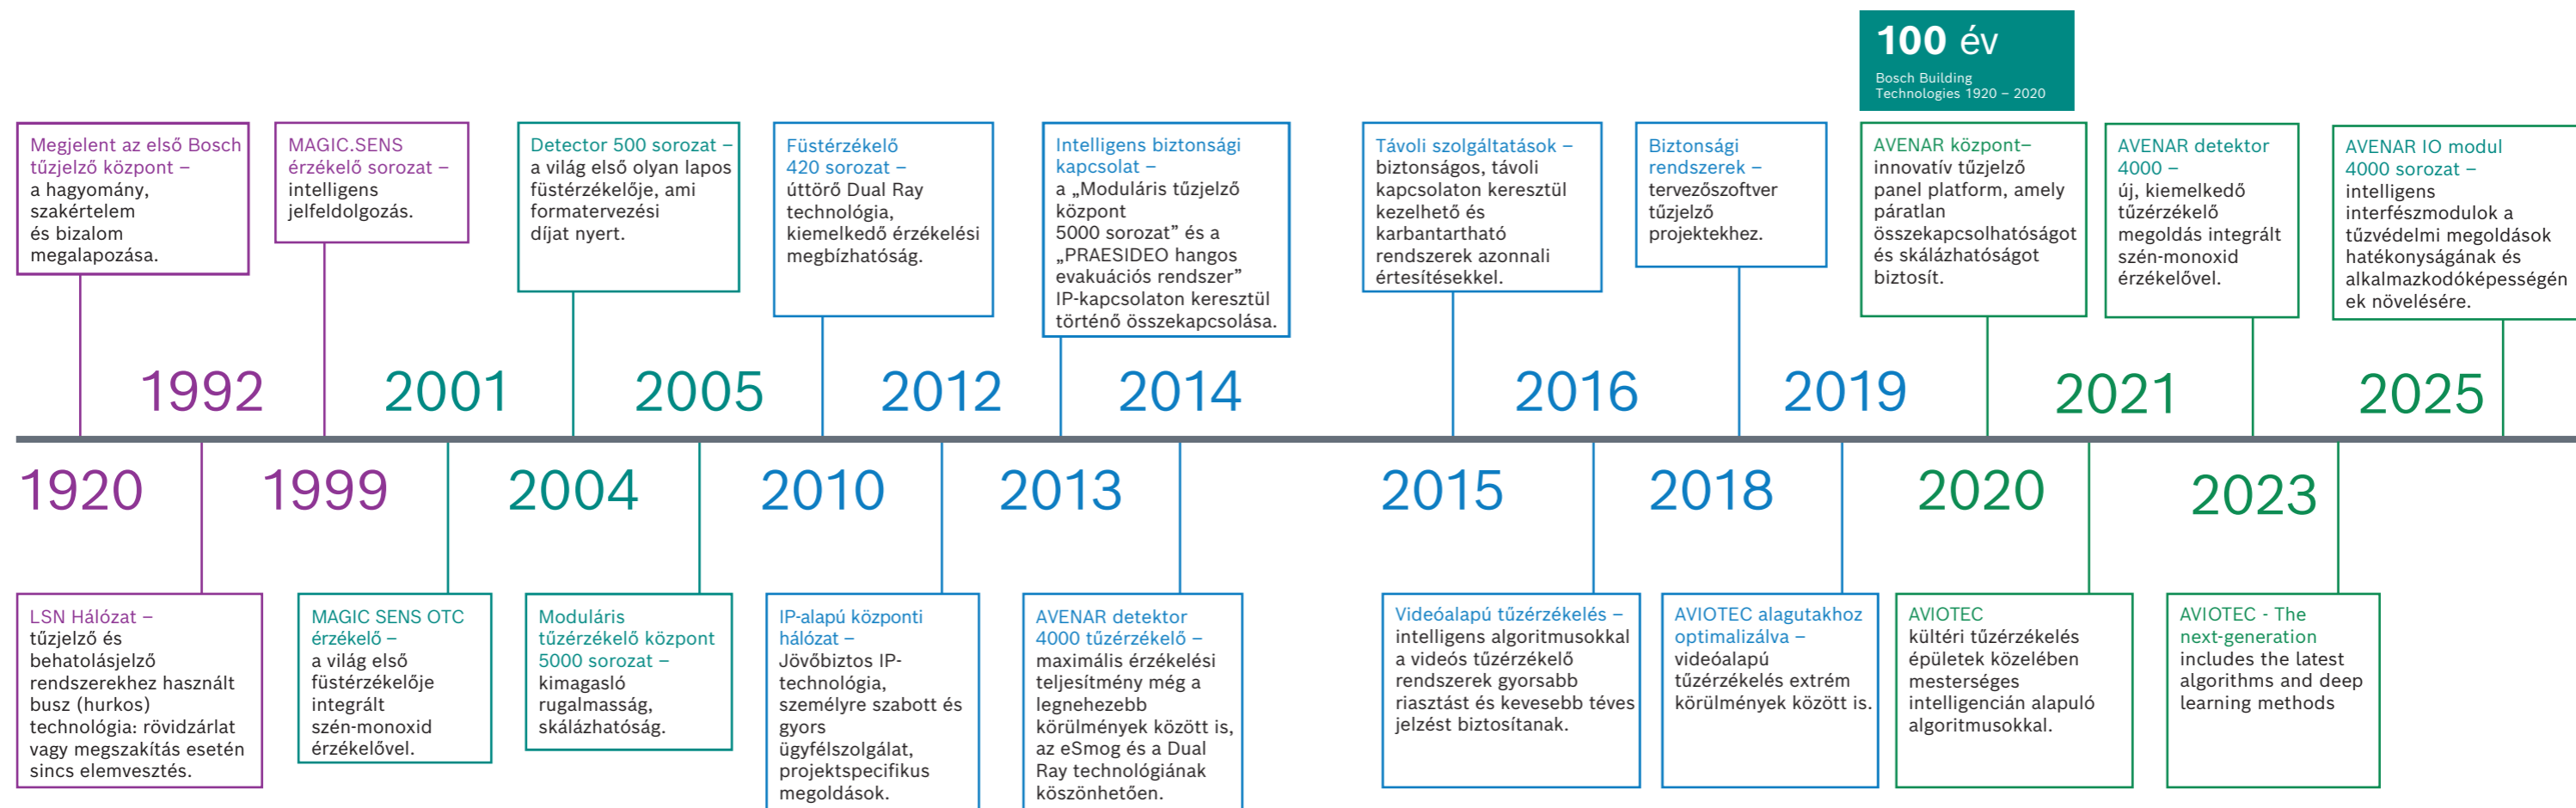 100 év
Bosch Building
Technologies 1920 – 2020
Megjelent az első Bosch
tűzjelző központ –
a hagyomány,
szakértelem
és bizalom
megalapozása.
MAGIC.SENS
érzékelő sorozat –
intelligens
jelfeldolgozás.
Detector 500 sorozat –
a világ első olyan lapos
füstérzékelője, ami
formatervezési
díjat nyert.
Füstérzékelő
420 sorozat –
úttörő Dual Ray
technológia,
kiemelkedő érzékelési
megbízhatóság.
Intelligens biztonsági
kapcsolat –
a „Moduláris tűzjelző
központ
5000 sorozat” és a
„PRAESIDEO hangos
evakuációs rendszer”
IP-kapcsolaton keresztül
történő összekapcsolása.
Távoli szolgáltatások –
biztonságos, távoli
kapcsolaton keresztül
kezelhető és
karbantartható
rendszerek azonnali
értesítésekkel.
Biztonsági
rendszerek –
tervezőszoftver
tűzjelző
projektekhez.
AVENAR központ–
innovatív tűzjelző
panel platform, amely
páratlan
összekapcsolhatóságot
és skálázhatóságot
biztosít.
AVENAR detektor
4000 –
új, kiemelkedő
tűzérzékelő
megoldás integrált
szén-monoxid
érzékelővel.
AVENAR IO modul
4000 sorozat –
intelligens
interfészmodulok a
tűzvédelmi megoldások
hatékonyságának és
alkalmazkodóképességén
ek növelésére.
1992
2001
2005
2012
2014
2016
2019
2021
2025
1920
1999
2004
2010
2013
2015
2018
2020
2023
LSN Hálózat –
tűzjelző és
behatolásjelző
rendszerekhez használt
busz (hurkos)
technológia: rövidzárlat
vagy megszakítás esetén
sincs elemvesztés.
MAGIC SENS OTC
érzékelő –
a világ első
füstérzékelője
integrált
szén-monoxid
érzékelővel.
Moduláris
tűzérzékelő központ
5000 sorozat –
kimagasló
rugalmasság,
skálázhatóság.
IP-alapú központi
hálózat –
Jövőbiztos IP-
technológia,
személyre szabott és
gyors
ügyfélszolgálat,
projektspecifikus
megoldások.
AVENAR detektor
4000 tűzérzékelő –
maximális érzékelési
teljesítmény még a
legnehezebb
körülmények között is,
az eSmog és a Dual
Ray technológiának
köszönhetően.
Videóalapú tűzérzékelés –
intelligens algoritmusokkal
a videós tűzérzékelő
rendszerek gyorsabb
riasztást és kevesebb téves
jelzést biztosítanak.
AVIOTEC alagutakhoz
optimalizálva –
videóalapú
tűzérzékelés extrém
körülmények között is.
AVIOTEC
kültéri tűzérzékelés
épületek közelében
mesterséges
intelligencián alapuló
algoritmusokkal.
AVIOTEC - The
next-generation
includes the latest
algorithms and deep
learning methods